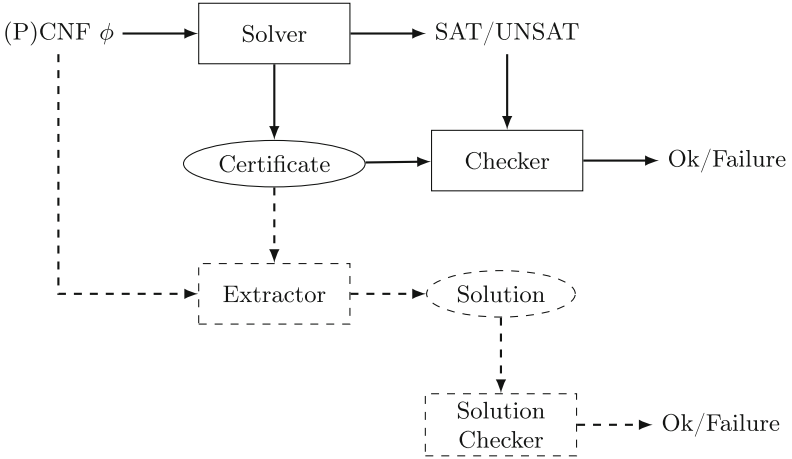 (P)CNF ϕ
Solver
SAT/UNSAT
Certificate
Checker
Ok/Failure
Extractor
Solution
Solution
Checker
Ok/Failure